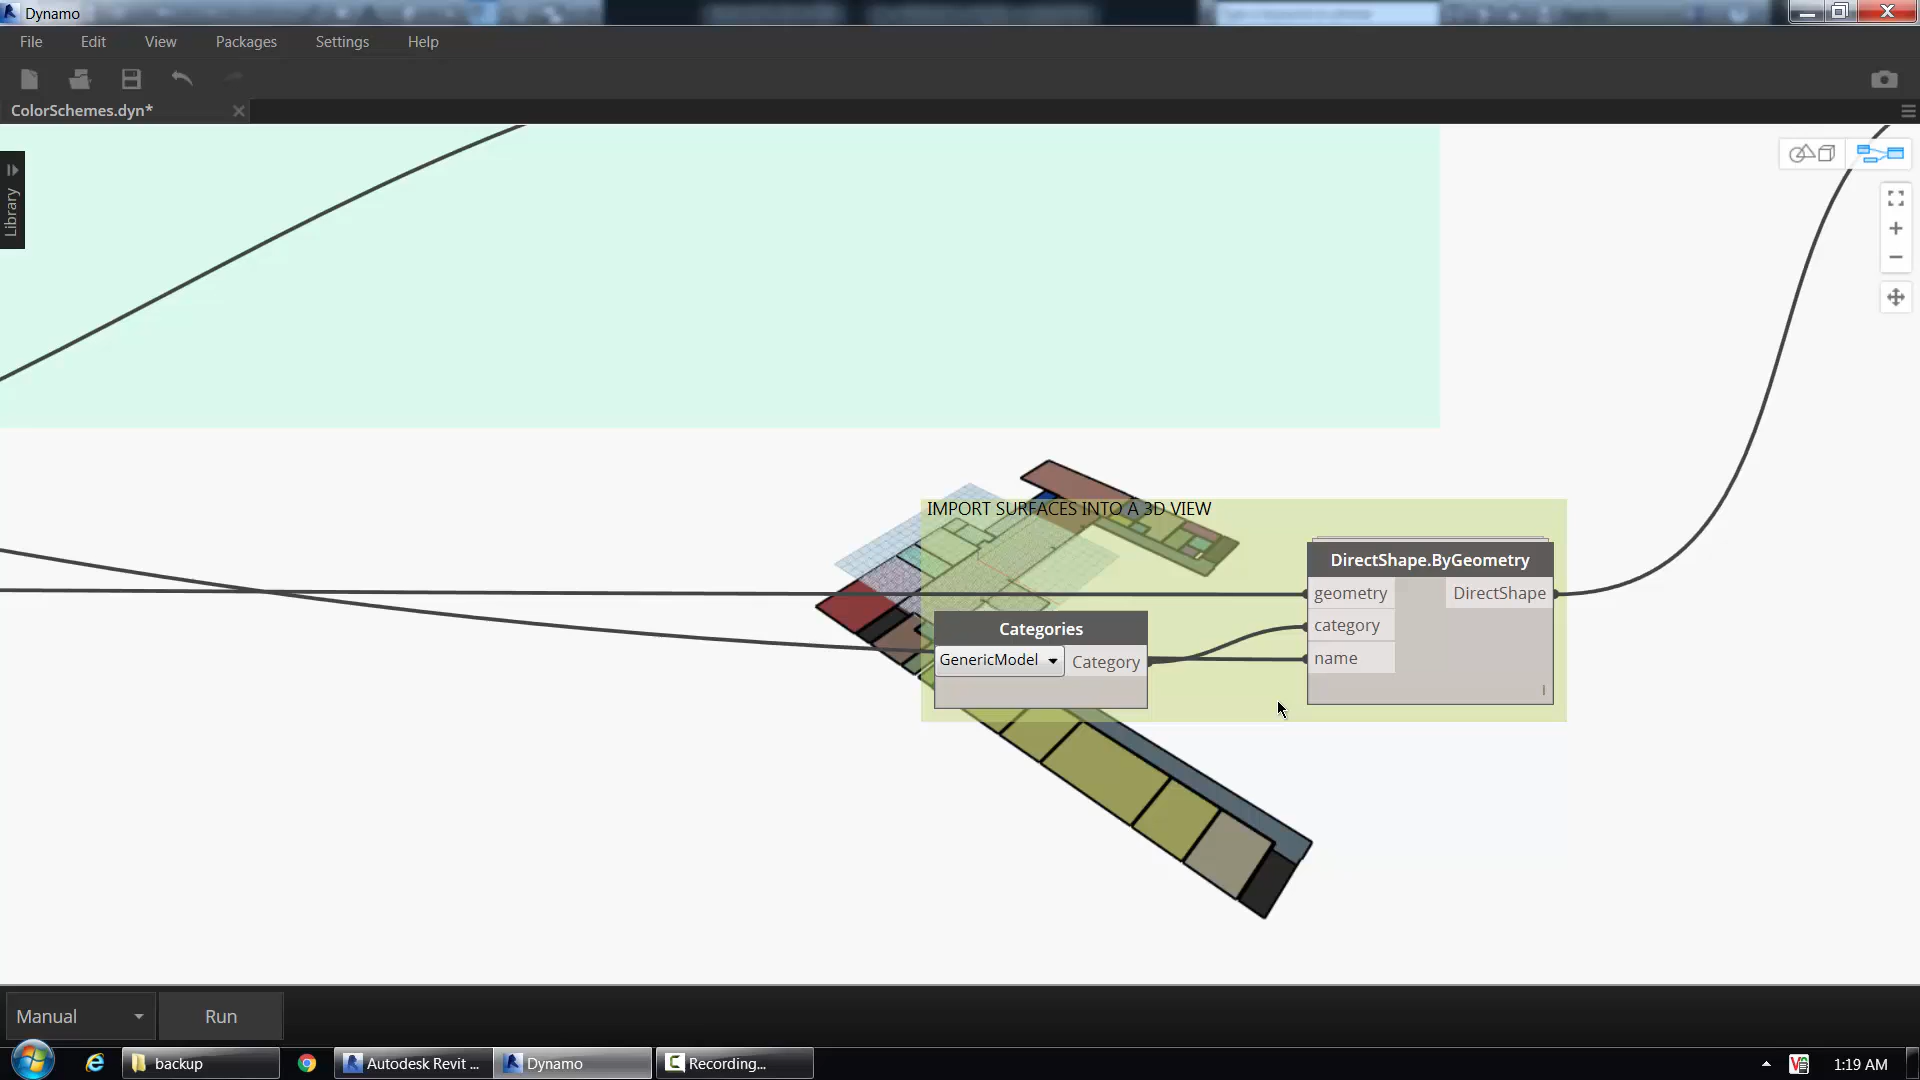 Dynamo
File Edit View Packages Settings Help
ColorSchemes.dyn*
Library
IMPORT SURFACES INTO A 3D VIEW
DirectShape.ByGeometry
geometry DirectShape
category
name
Categories
GenericModel Category
Manual Run
backup Autodesk Revit ... Dynamo Recording... 1:19 AM